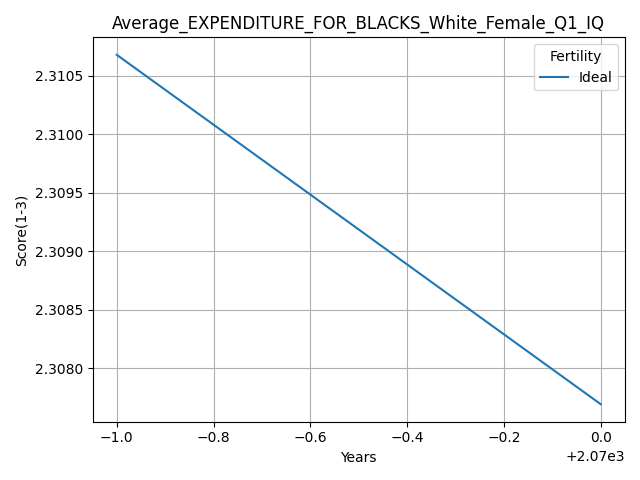 Average_EXPENDITURE_FOR_BLACKS_White_Female_Q1_IQ
Fertility
Ideal
Score(1-3)
2.3105
2.3100
2.3095
2.3090
2.3085
2.3080
−1.0 −0.8 −0.6 −0.4 −0.2 0.0
Years
+2.07e3